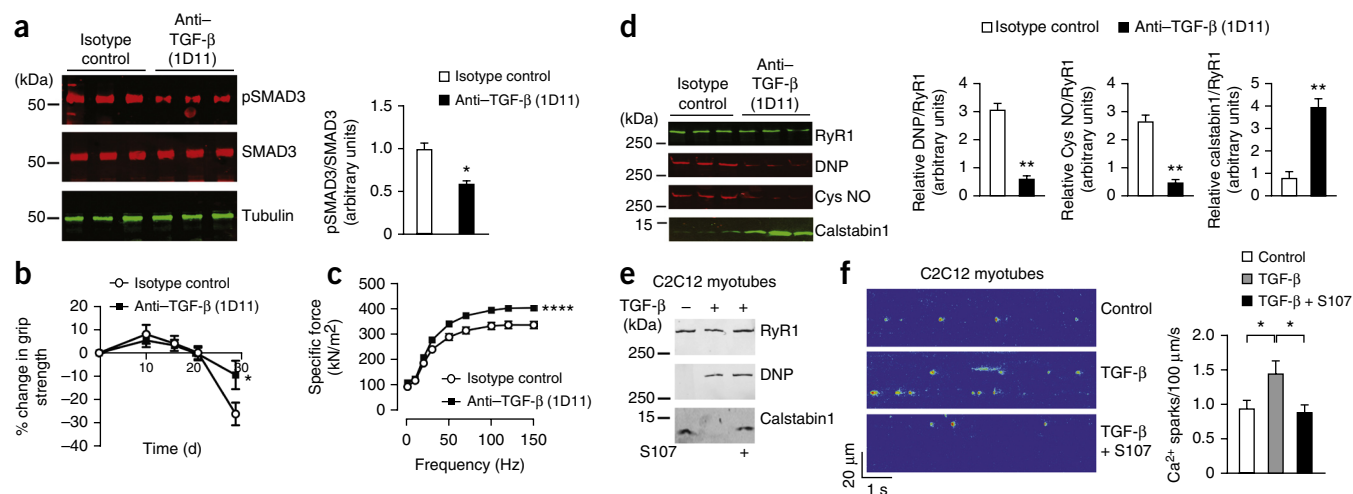 a
Isotype
control
Anti–
TGF-β
(1D11)
(kDa)
50
pSMAD3
50
SMAD3
50
Tubulin
Isotype control
Anti–TGF-β (1D11)
pSMAD3/SMAD3
(arbitrary units)
1.5
1.0
0.5
0
*
b
Isotype control
Anti–TGF-β (1D11)
% change in grip
strength
20
10
0
–10
–20
–30
–40
10
20
30
*
Time (d)
c
Specific force
(kN/m2)
500
400
300
200
100
0
****
Isotype control
Anti–TGF-β (1D11)
0
50
100
150
Frequency (Hz)
d
Isotype
control
Anti–
TGF-β
(1D11)
(kDa)
250
RyR1
250
DNP
250
Cys NO
15
Calstabin1
Isotype control
Anti–TGF-β (1D11)
Relative DNP/RyR1
(arbitrary units)
4
3
2
1
0
**
Relative Cys NO/RyR1
(arbitrary units)
4
3
2
1
0
**
Relative calstabin1/RyR1
(arbitrary units)
5
4
3
2
1
0
**
e
C2C12 myotubes
TGF-β – + +
(kDa)
RyR1
250
DNP
250
15
Calstabin1
S107 +
f
C2C12 myotubes
Control
TGF-β
TGF-β
+ S107
20 μm
1 s
Control
TGF-β
TGF-β + S107
Ca2+ sparks/100 μm/s
2.0
1.5
1.0
0.5
0
* *